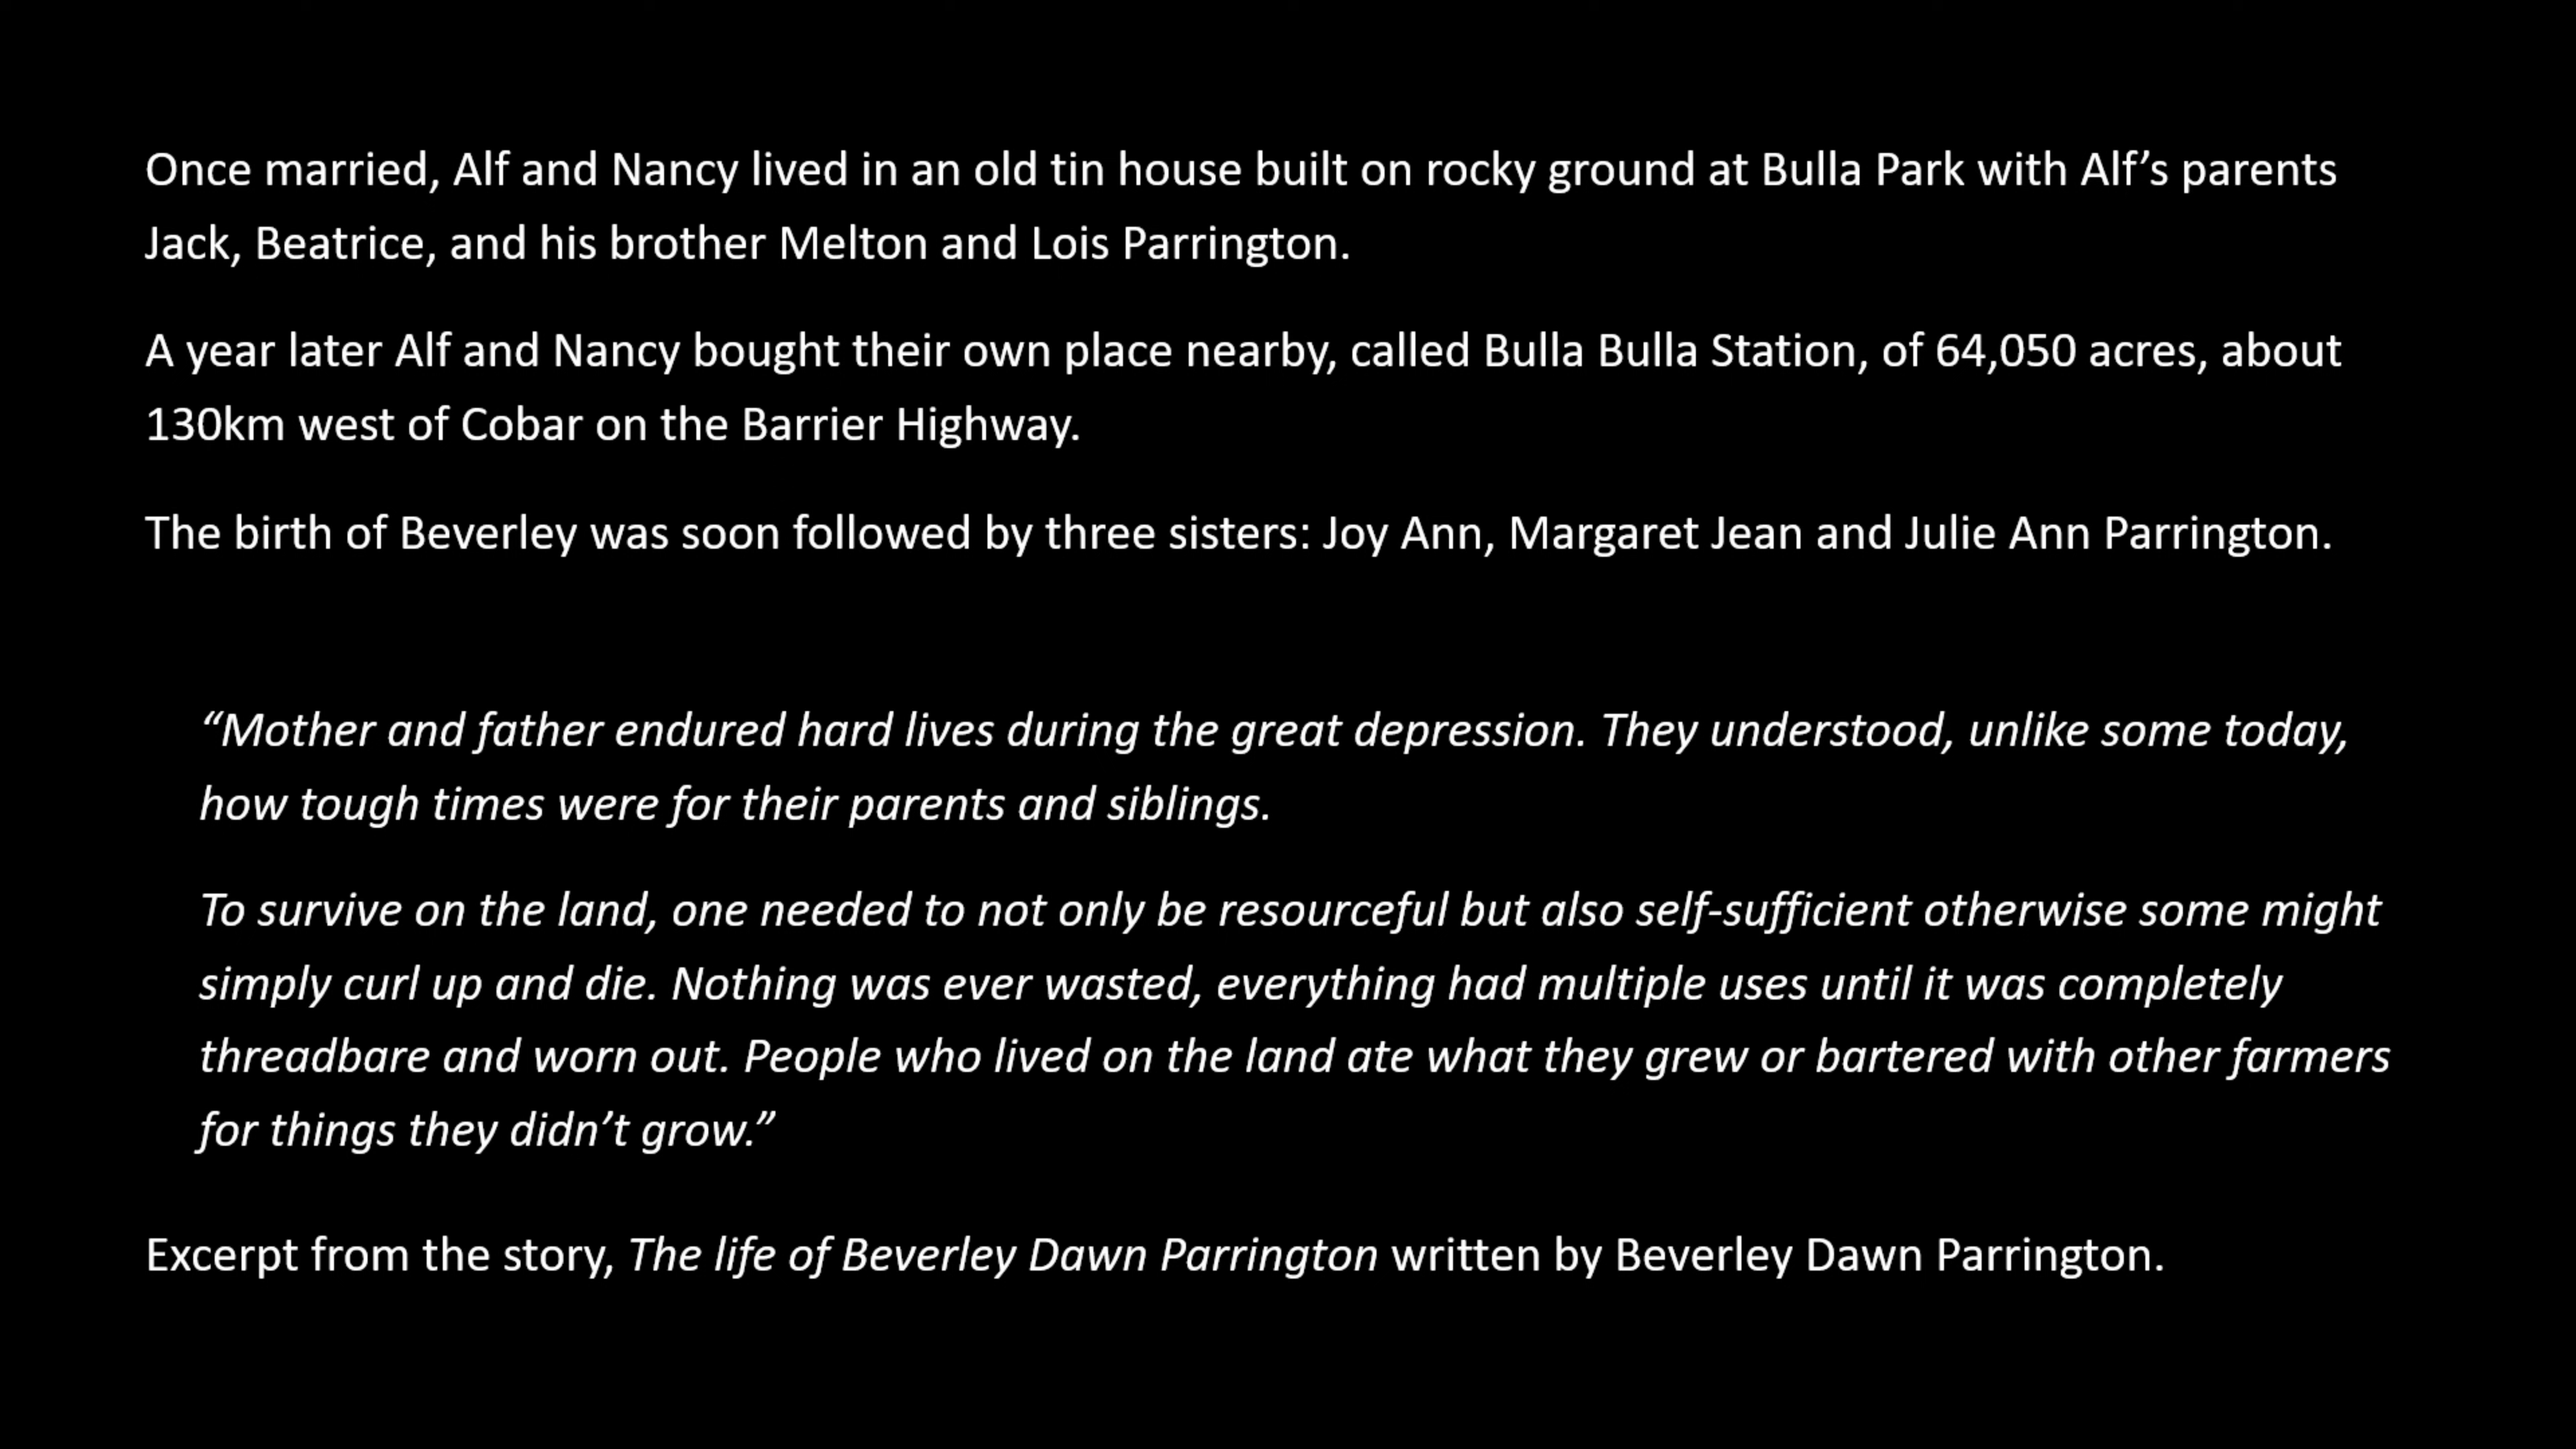 Once married, Alf and Nancy lived in an old tin house built on rocky ground at Bulla Park with Alf’s parents
Jack, Beatrice, and his brother Melton and Lois Parrington.
A year later Alf and Nancy bought their own place nearby, called Bulla Bulla Station, of 64,050 acres, about
130km west of Cobar on the Barrier Highway.
The birth of Beverley was soon followed by three sisters: Joy Ann, Margaret Jean and Julie Ann Parrington.
“Mother and father endured hard lives during the great depression. They understood, unlike some today,
how tough times were for their parents and siblings.
To survive on the land, one needed to not only be resourceful but also self-sufficient otherwise some might
simply curl up and die. Nothing was ever wasted, everything had multiple uses until it was completely
threadbare and worn out. People who lived on the land ate what they grew or bartered with other farmers
for things they didn’t grow.”
Excerpt from the story, The life of Beverley Dawn Parrington written by Beverley Dawn Parrington.